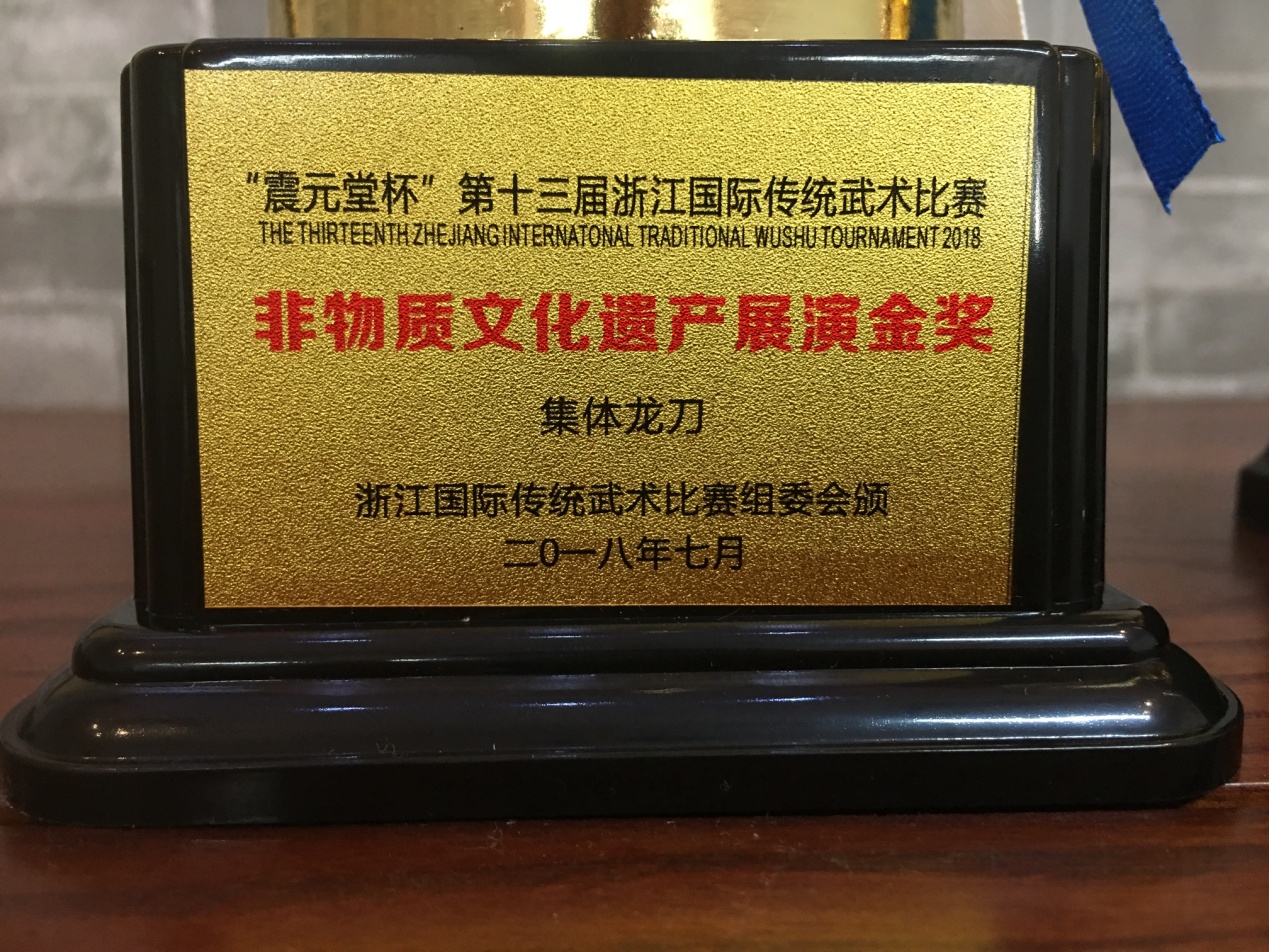 “震元堂杯”第十三届浙江国际传统武术比赛
THE THIRTEENTH ZHEJIANG INTERNATONAL TRADITIONAL WUSHU TOURNAMENT 2018
非物质文化遗产展演金奖
集体龙刀
浙江国际传统武术比赛组委会颁
二0一八年七月